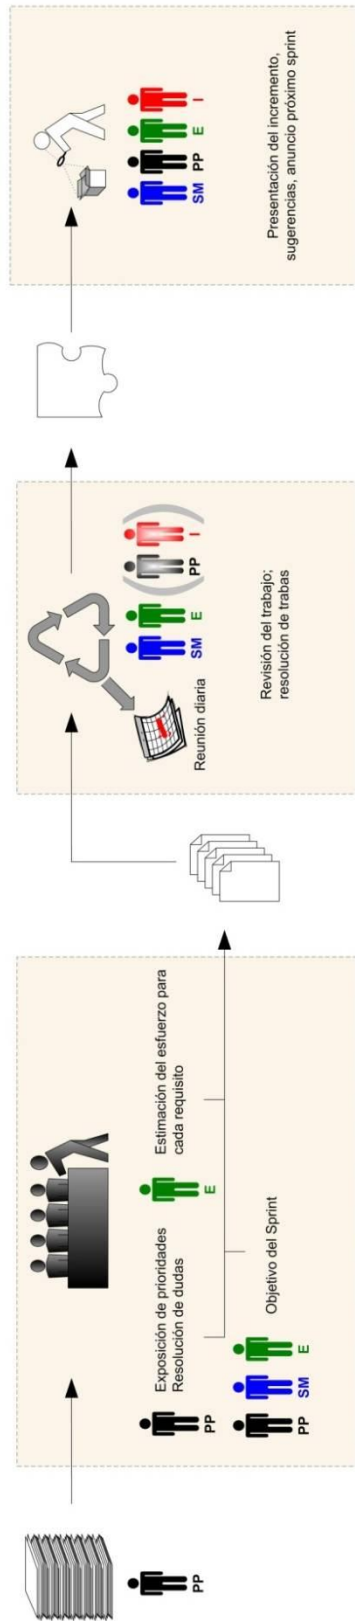 PP
Exposición de prioridades
Resolución de dudas
PP
Estimación del esfuerzo para
cada requisito
E
Objetivo del Sprint
PP SM E
Reunión diaria
SM E PP I
Revisión del trabajo;
resolución de trabas
SM PP E I
Presentación del incremento,
sugerencias, anuncio próximo sprint